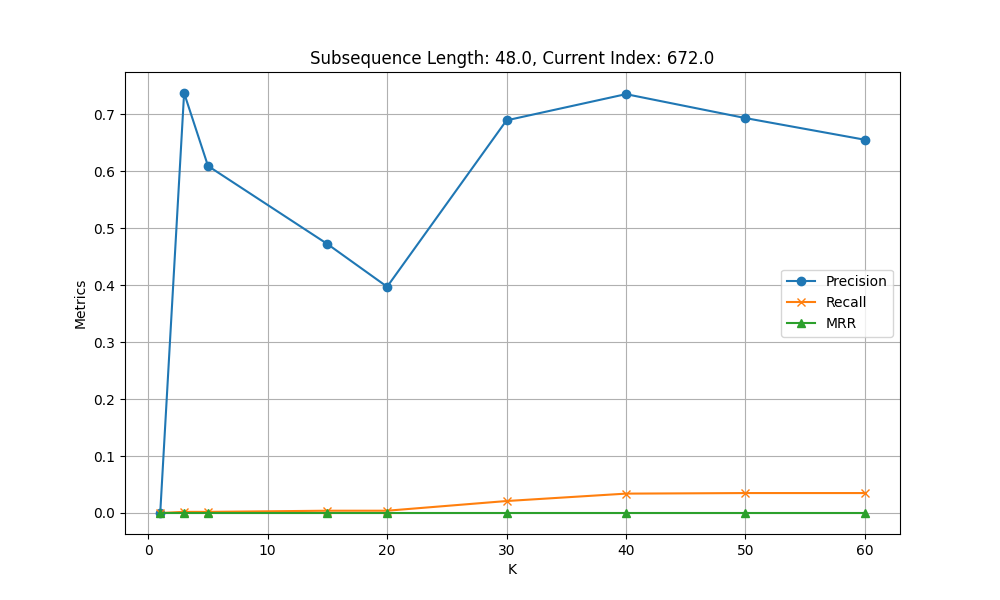 Subsequence Length: 48.0, Current Index: 672.0
Metrics
0.7
0.6
0.5
0.4
0.3
0.2
0.1
0.0
Precision
Recall
MRR
0 10 20 30 40 50 60
K